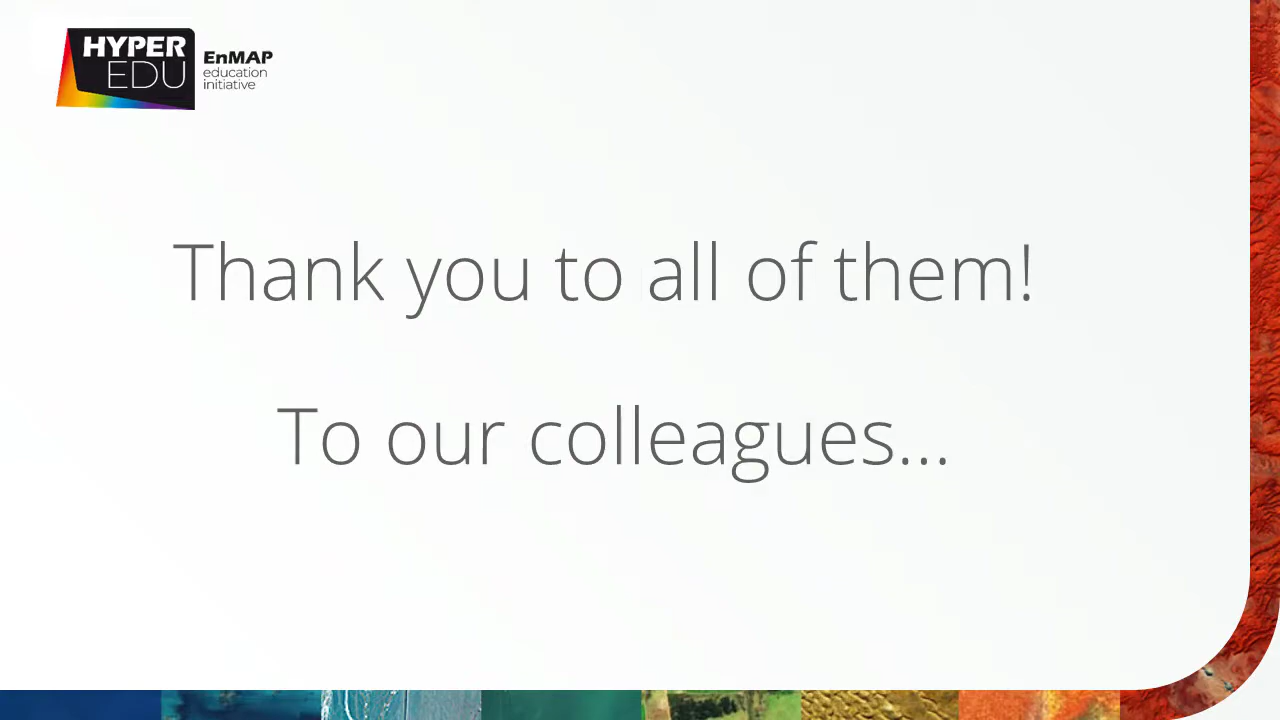 HYPER
EDU
EnMAP
education
initiative
Thank you to all of them!
To our colleagues...